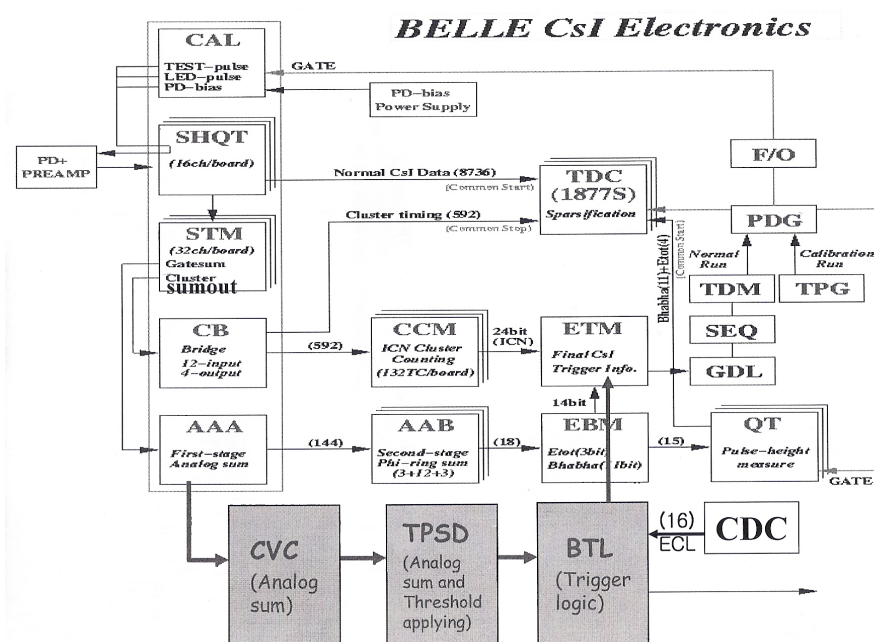 BELLE CsI Electronics
CAL
TEST-pulse
LED-pulse
PD-bias
GATE
PD-bias
Power Supply
SHQT
(16ch/board)
PD+
PREAMP
F/O
Normal CsI Data (8736)
(Common Start)
TDC
(1877S)
Sparsification
Cluster timing (592)
(Common Stop)
PDG
STM
(32ch/board)
Gatesum
Cluster
sumout
Bhabha(11)+Etot(4)
(Common Start)
Normal
Run
Calibration
Run
TDM
TPG
SEQ
GDL
CB
Bridge
12-input
4-output
(592)
CCM
ICN Cluster
Counting
(132TC/board)
24bit
(ICN)
ETM
Final CsI
Trigger Info.
14bit
AAA
First-stage
Analog sum
(144)
AAB
Second-stage
Phi-ring sum
(3+12+3)
(18)
EBM
Etot(3bit)
Bhabha(11bit)
(15)
QT
Pulse-height
measure
GATE
CVC
(Analog
sum)
TPSD
(Analog
sum and
Threshold
applying)
BTL
(Trigger
logic)
(16)
ECL
CDC